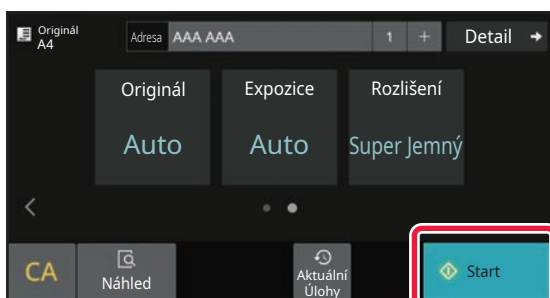 Originál
A4
Adresa AAA AAA 1 + Detail
Originál Expozice Rozlišení
Auto Auto Super Jemný
CA Náhled Aktuální
Úlohy Start